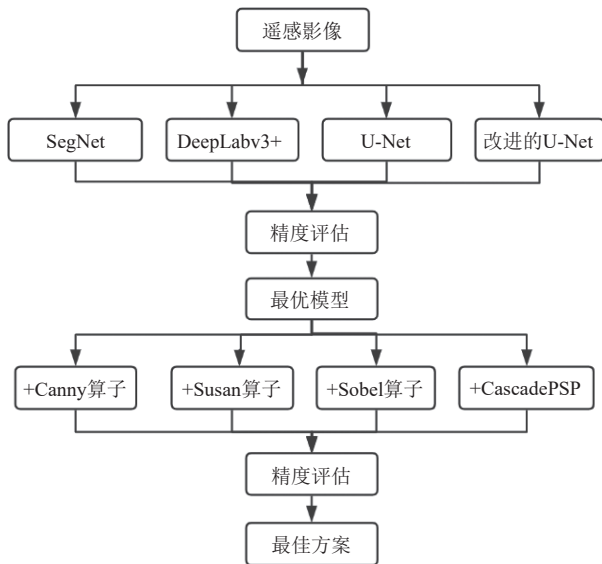 遥感影像
SegNet
DeepLabv3+
U-Net
改进的U-Net
精度评估
最优模型
+Canny算子
+Susan算子
+Sobel算子
+CascadePSP
精度评估
最佳方案